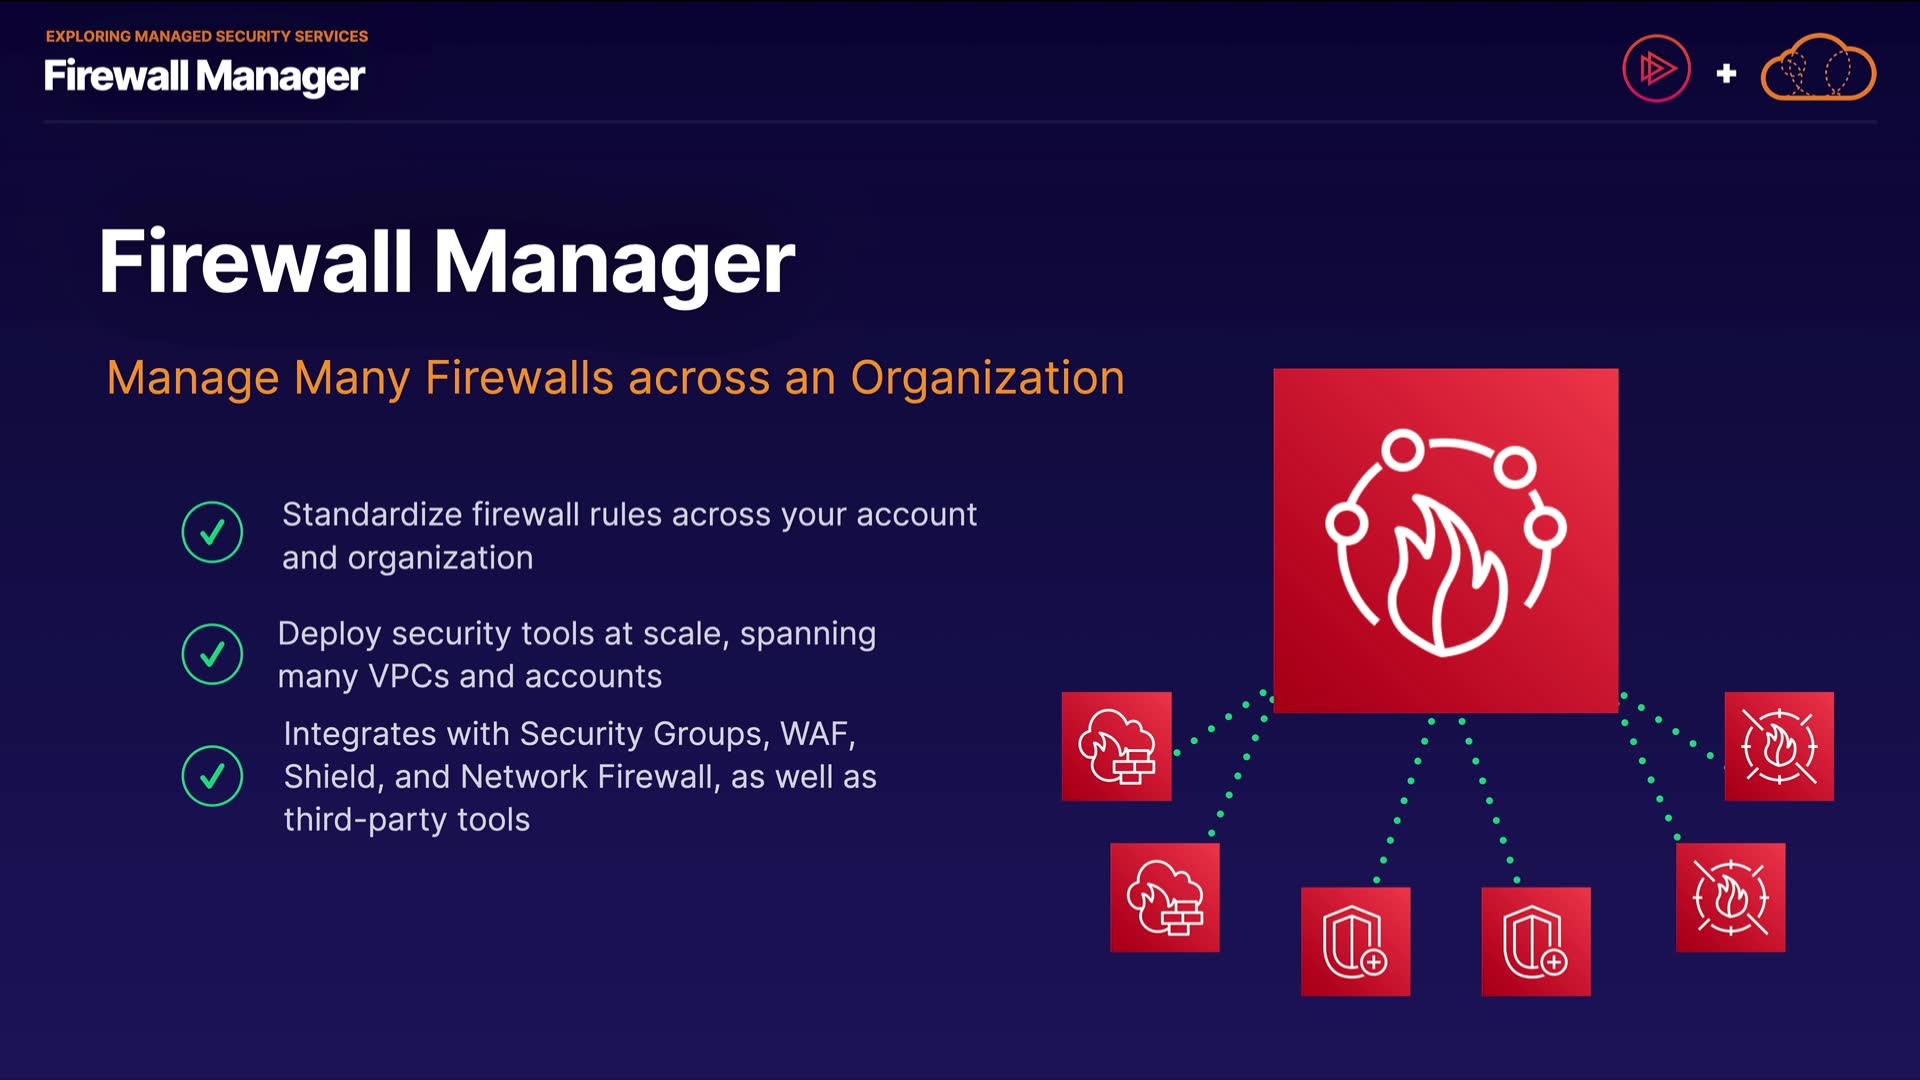 EXPLORING MANAGED SECURITY SERVICES
Firewall Manager
Firewall Manager
Manage Many Firewalls across an Organization
Standardize firewall rules across your account
and organization
Deploy security tools at scale, spanning
many VPCs and accounts
Integrates with Security Groups, WAF,
Shield, and Network Firewall, as well as
third-party tools